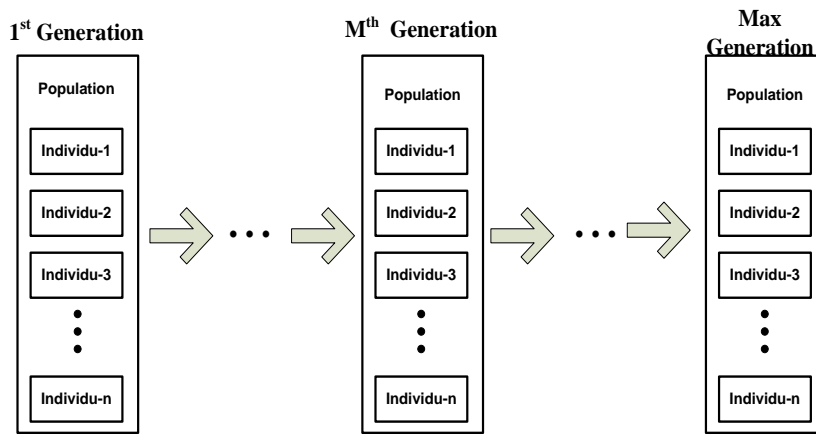 1st Generation
Population
Individu-1
Individu-2
Individu-3
Individu-n
Mth Generation
Population
Individu-1
Individu-2
Individu-3
Individu-n
Max
Generation
Population
Individu-1
Individu-2
Individu-3
Individu-n